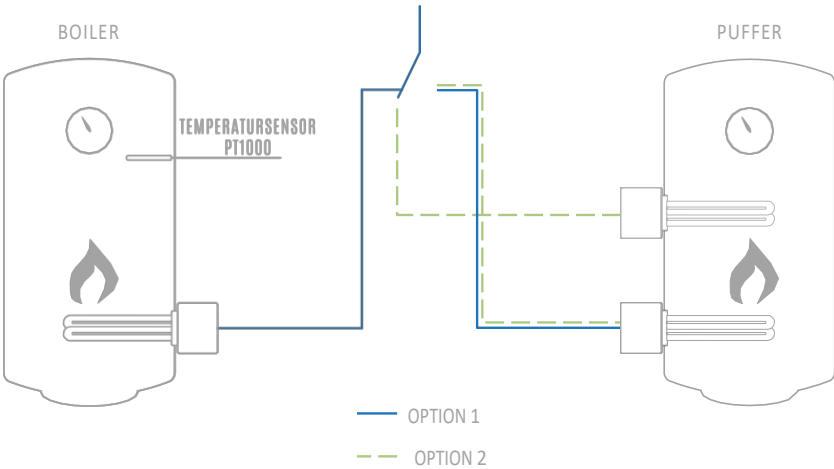 BOILER
PUFFER
TEMPERATURSENSOR
PT1000
OPTION 1
OPTION 2